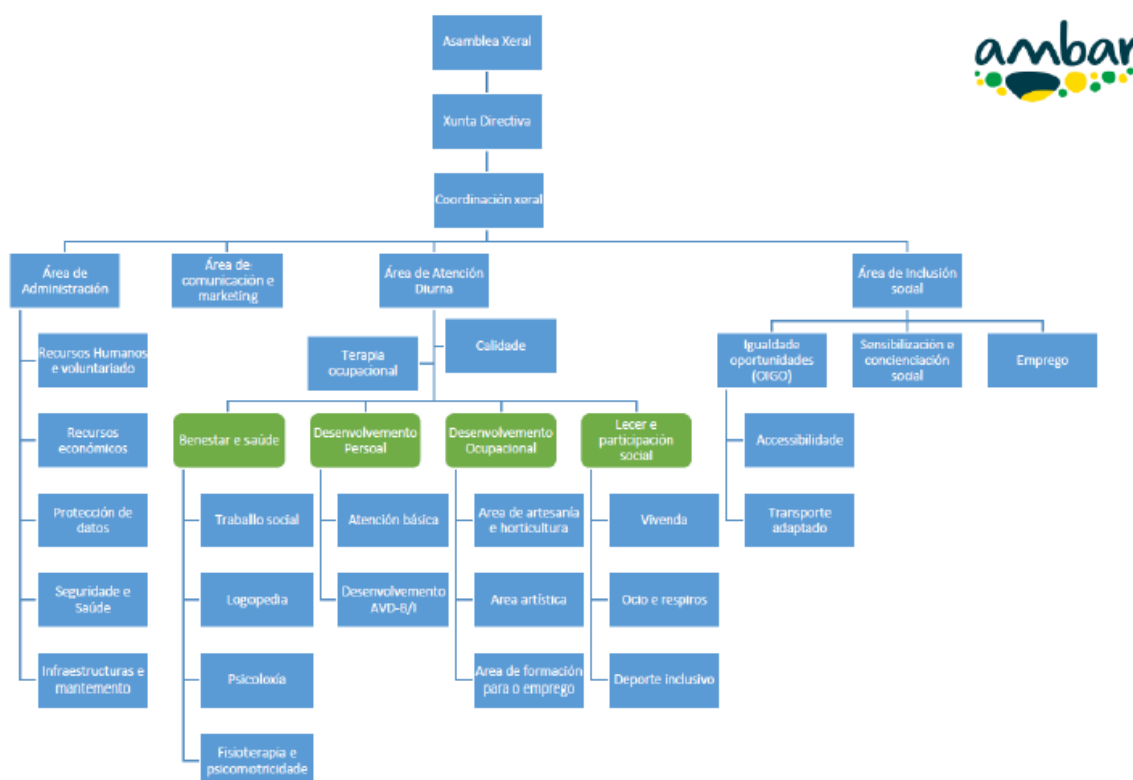 Asamblea Xeral
ambar
Xunta Directiva
Coordinación xeral
Área de
Administración
Área de
comunicación e
marketing
Área de Atención
Diurna
Área de Inclusión
social
Recursos Humanos
e voluntariado
Terapia
ocupacional
Calidade
Igualdade
oportunidades
(OIGO)
Sensibilización e
concienciación
social
Emprego
Recursos
económicos
Benestar e saúde
Desenvolvemento
Persoal
Desenvolvemento
Ocupacional
Lecer e
participación
social
Accessibilidade
Protección de
datos
Traballo social
Atención básica
Area de artesanía
e horticultura
Vivenda
Transporte
adaptado
Seguridade e
Saúde
Logopedia
Desenvolvemento
AVD-B/I
Area artística
Ocio e respiros
Infraestructuras e
mantemento
Psicoloxía
Area de formación
para o emprego
Deporte inclusivo
Fisioterapia e
psicomotricidade